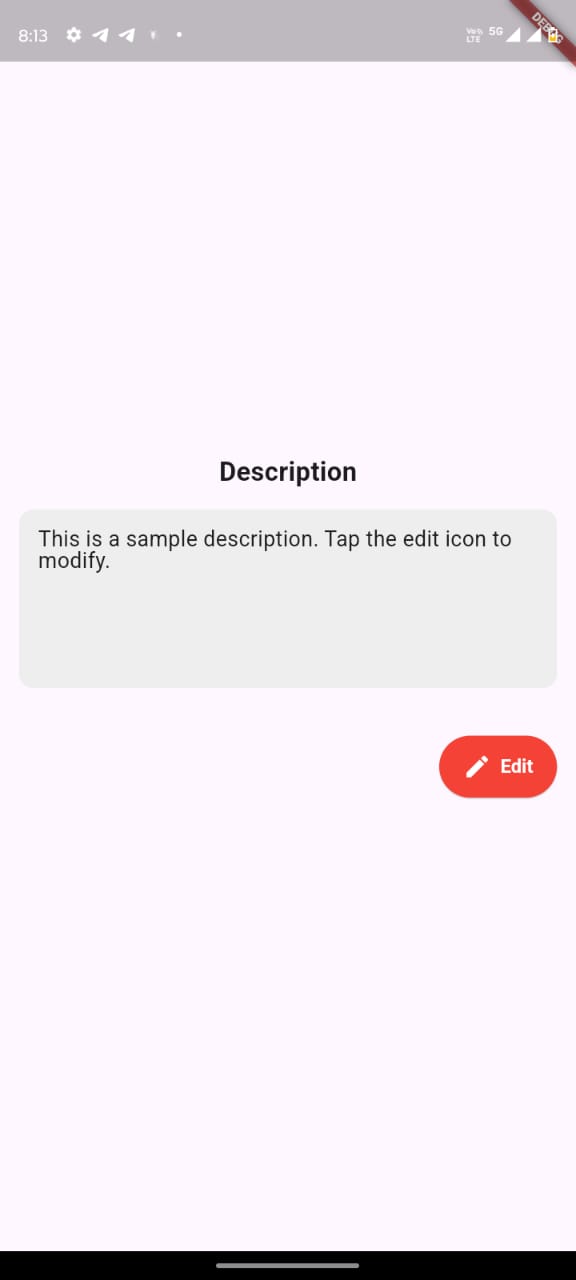 8:13
Vo))
LTE
5G
DEBUG
Description
This is a sample description. Tap the edit icon to
modify.
Edit